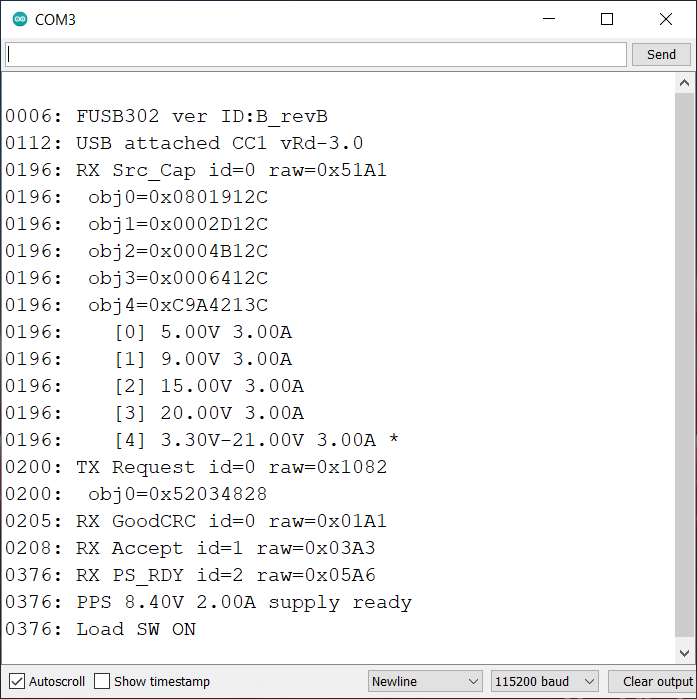 COM3
Send
0006: FUSB302 ver ID:B_revB
0112: USB attached CC1 vRd-3.0
0196: RX Src_Cap id=0 raw=0x51A1
0196:  obj0=0x0801912C
0196:  obj1=0x0002D12C
0196:  obj2=0x0004B12C
0196:  obj3=0x0006412C
0196:  obj4=0xC9A4213C
0196:    [0] 5.00V 3.00A
0196:    [1] 9.00V 3.00A
0196:    [2] 15.00V 3.00A
0196:    [3] 20.00V 3.00A
0196:    [4] 3.30V-21.00V 3.00A *
0200: TX Request id=0 raw=0x1082
0200:  obj0=0x52034828
0205: RX GoodCRC id=0 raw=0x01A1
0208: RX Accept id=1 raw=0x03A3
0376: RX PS_RDY id=2 raw=0x05A6
0376: PPS 8.40V 2.00A supply ready
0376: Load SW ON
Autoscroll Show timestamp Newline 115200 baud Clear output